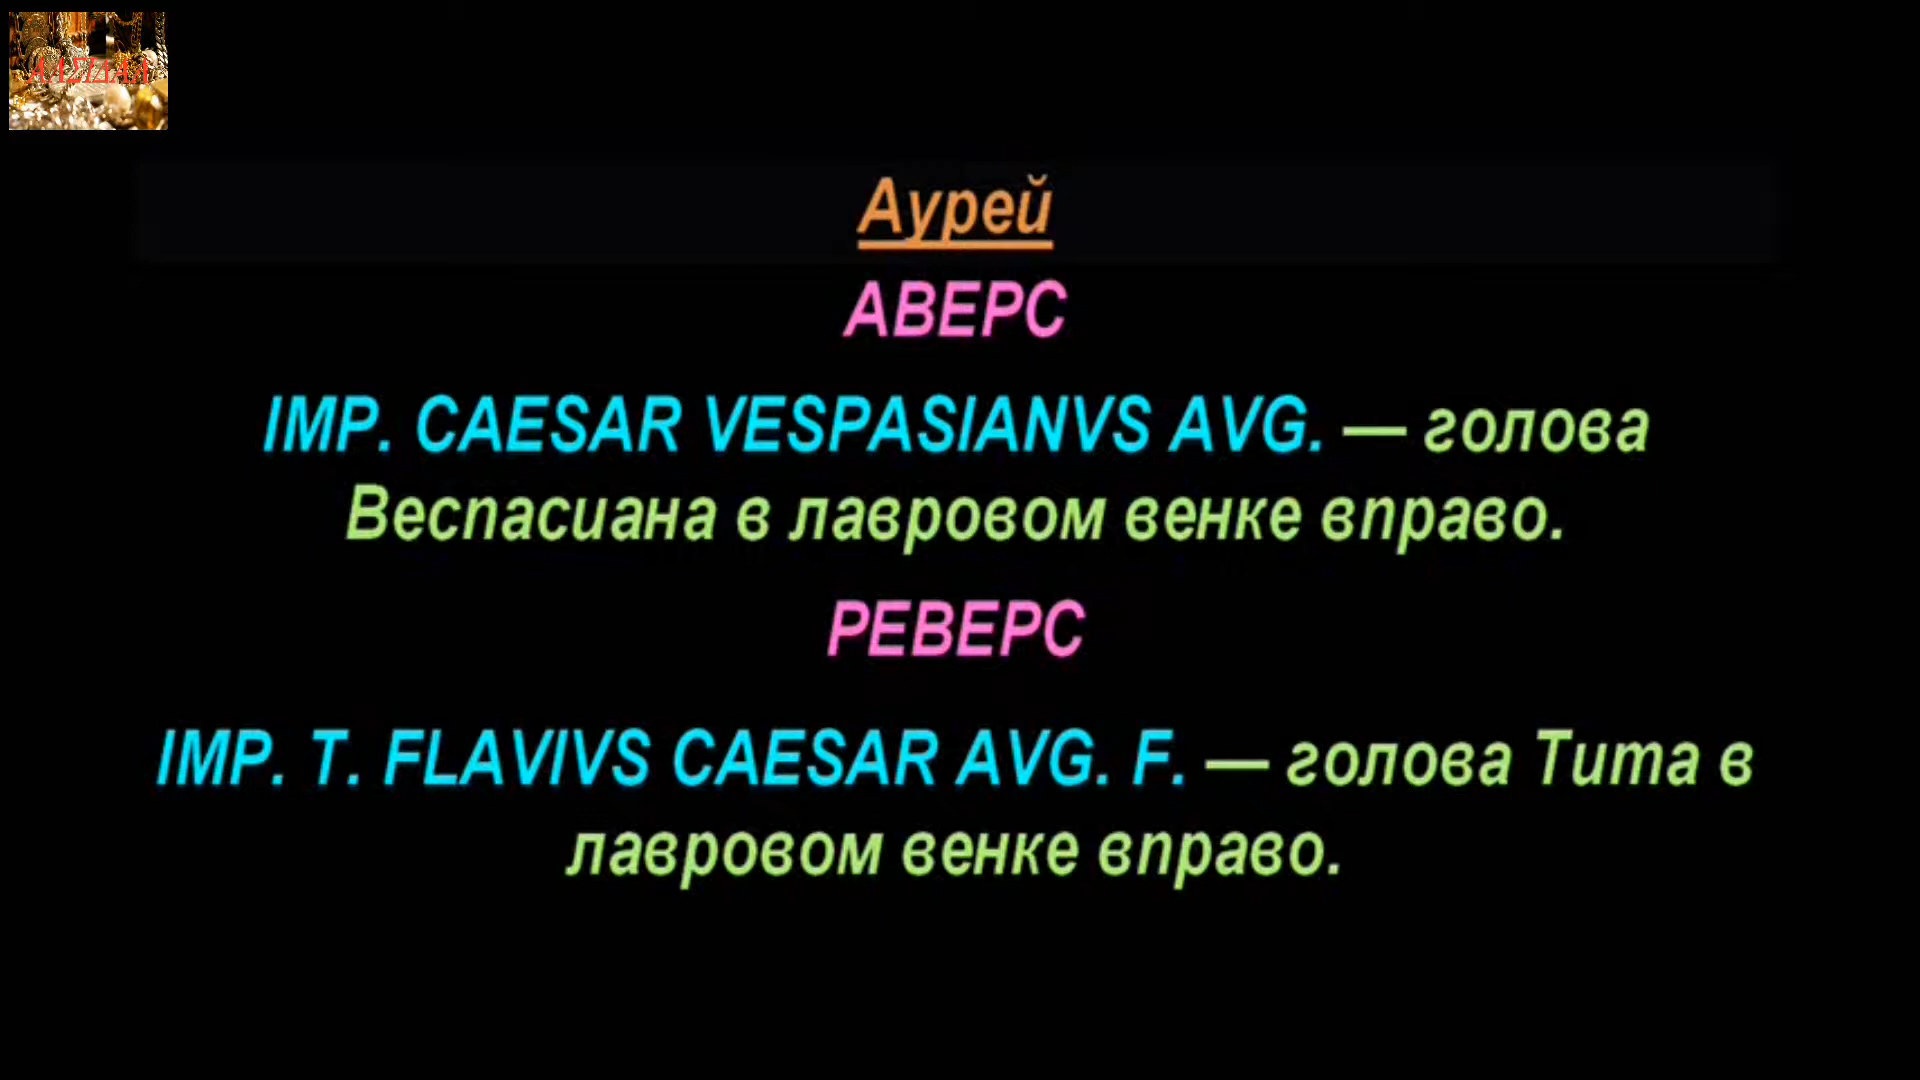 Аурей
АВЕРС
IMP. CAESAR VESPASIANVS AVG. — голова
Веспасиана в лавровом венке вправо.
РЕВЕРС
IMP. T. FLAVIVS CAESAR AVG. F. — голова Тита в
лавровом венке вправо.